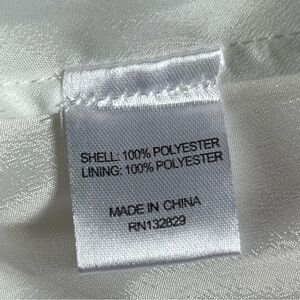 SHELL: 100% POLYESTER
LINING: 100% POLYESTER
MADE IN CHINA
RN132829